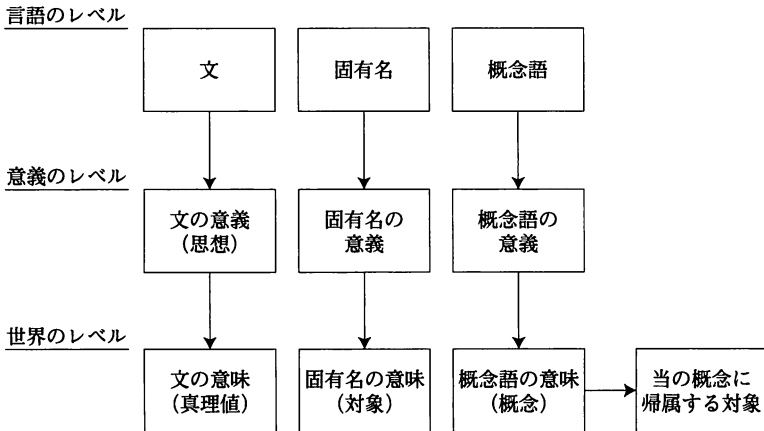 言語のレベル
文
固有名
概念語
意義のレベル
文の意義
(思想)
固有名の
意義
概念語の
意義
世界のレベル
文の意味
(真理値)
固有名の意味
(対象)
概念語の意味
(概念)
当の概念に
帰属する対象